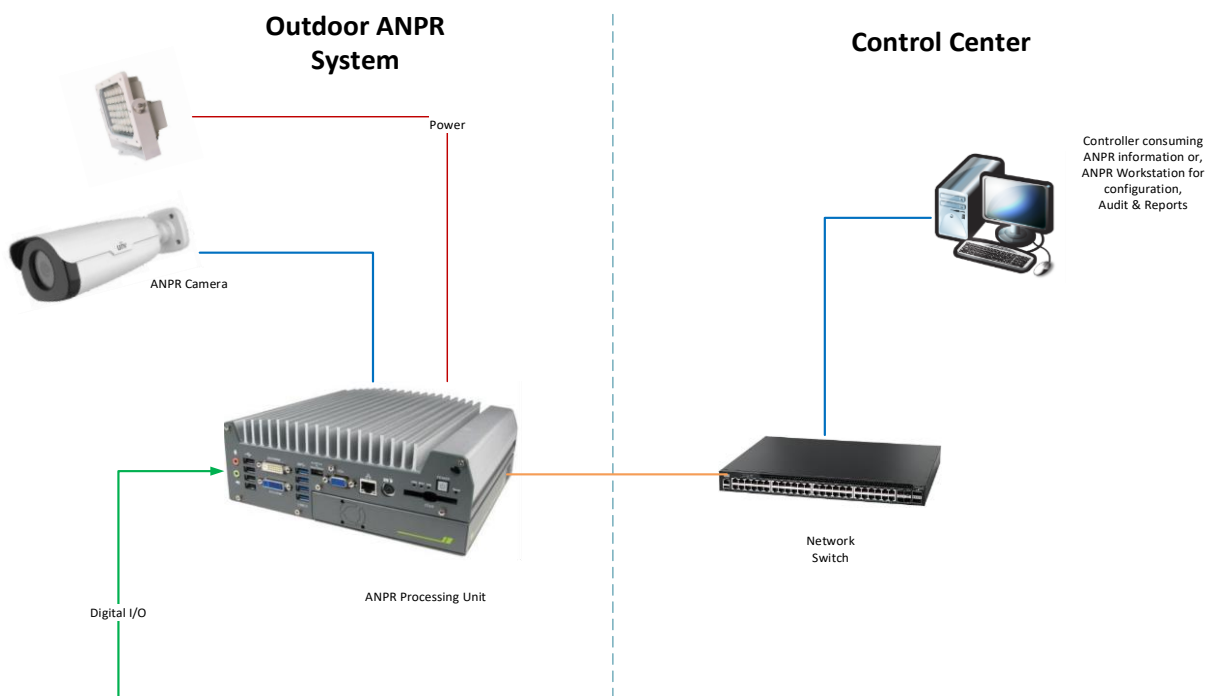 Outdoor ANPR
System
Control Center
Power
Controller consuming
ANPR information or,
ANPR Workstation for
configuration,
Audit & Reports
ANPR Camera
Network
Switch
ANPR Processing Unit
Digital I/O